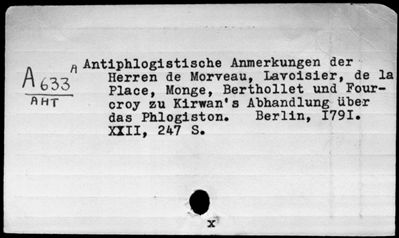 Antiphlogistische Anmerkungen der
A
A 633
AHT
Herren de Morveau, Lavoisier, de la
Place, Monge, Berthollet und Four-
croy zu Kirwan's Abhandlung über
das Phlogiston. Berlin, I79I.
XXII, 247 S.
x